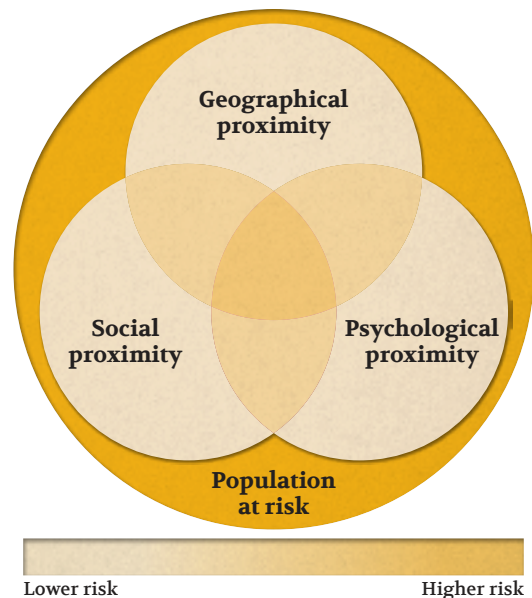 Geographical
proximity
Social
proximity
Psychological
proximity
Population
at risk
Lower risk
Higher risk